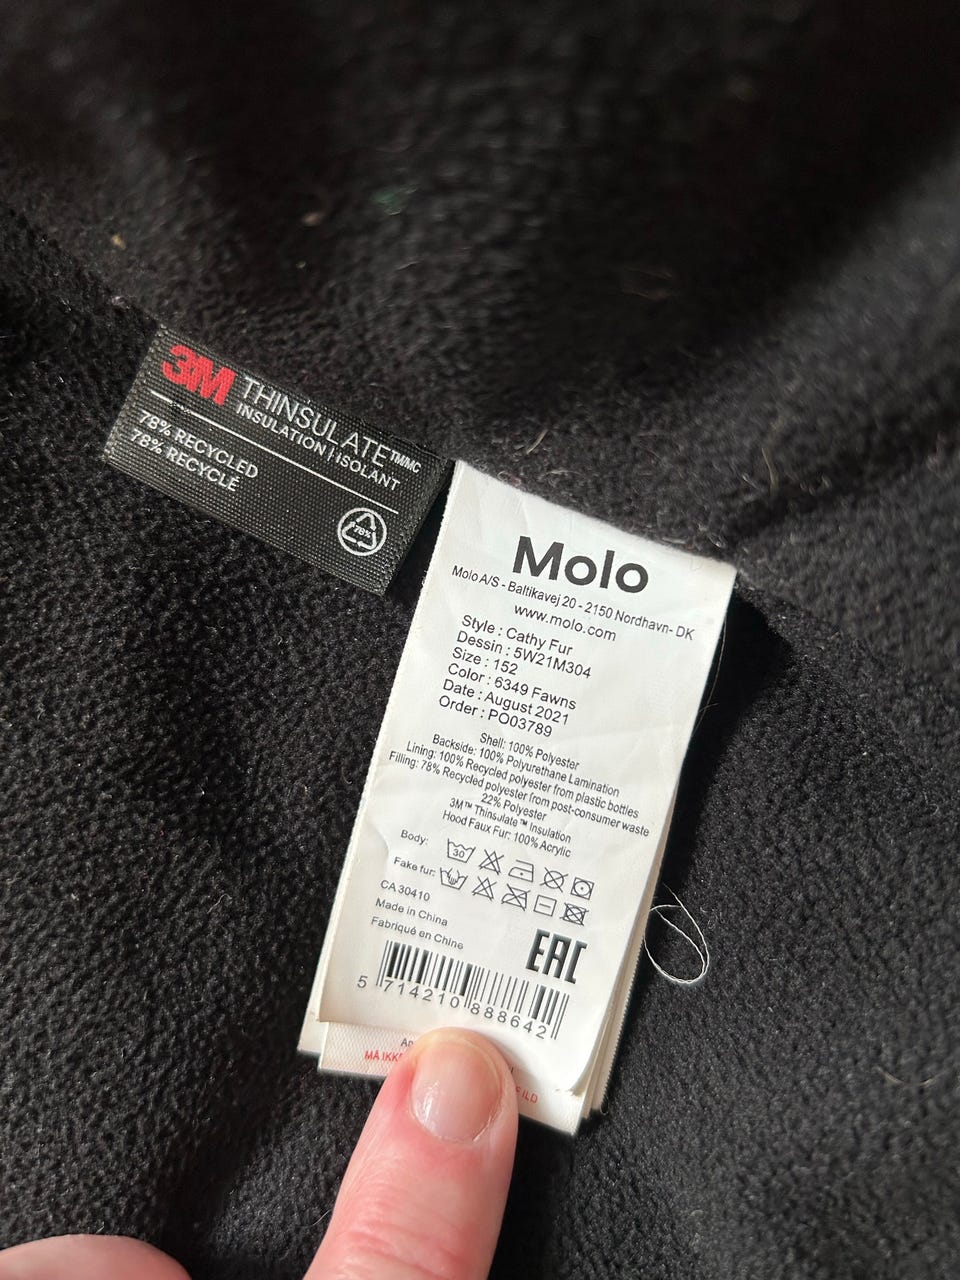 3M THINSULATE™MC
INSULATION | ISOLANT
78% RECYCLED
78% RECYCLÉ
78%
Molo
Molo A/S - Baltikavej 20 - 2150 Nordhavn- DK
www.molo.com
Style : Cathy Fur
Dessin : 5W21M304
Size : 152
Color : 6349 Fawns
Date : August 2021
Order : PO03789
Shell: 100% Polyester
Backside: 100% Polyurethane Lamination
Lining: 100% Recycled polyester from plastic bottles
Filling: 78% Recycled polyester from post-consumer waste
22% Polyester
3M™ Thinsulate™ Insulation
Hood Faux Fur: 100% Acrylic
Body:
30
Fake fur:
CA 30410
Made in China
Fabriqué en Chine
EAC
5 714210 888642
MÅ ILD